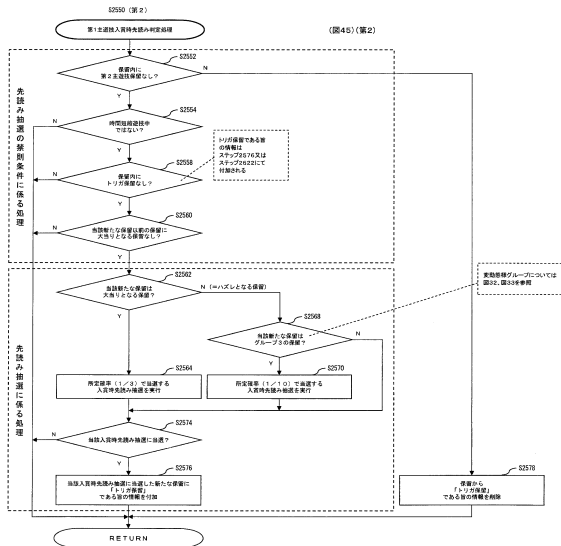 S2550 (第2)
第1主遊技入賞時先読み判定処理
(図45)(第2)
先読み抽選の禁則条件に係る処理
S2552
保留内に
第2主遊技保留なし？
N
Y
S2554
時間短縮遊技中
ではない？
N
Y
トリガ保留である旨
の情報は
ステップ2576又は
ステップ2622にて
付加される
S2558
保留内に
トリガ保留なし？
N
Y
S2560
当該新たな保留以前の保留に
大当りとなる保留なし？
N
Y
先読み抽選に係る処理
S2562
当該新たな保留は
大当りとなる保留？
N (＝ハズレとなる保留)
Y
変動態様グループについては
図32、図33を参照
S2568
当該新たな保留は
グループ3の保留？
N
Y
S2564
所定確率(1/3)で当選する
入賞時先読み抽選を実行
S2570
所定確率(1/10)で当選する
入賞時先読み抽選を実行
S2574
当該入賞時先読み抽選に当選？
N
Y
S2576
当該入賞時先読み抽選に当選した新たな保留に
「トリガ保留」
である旨の情報を付加
S2578
保留から
「トリガ保留」
である旨の情報を削除
RETURN